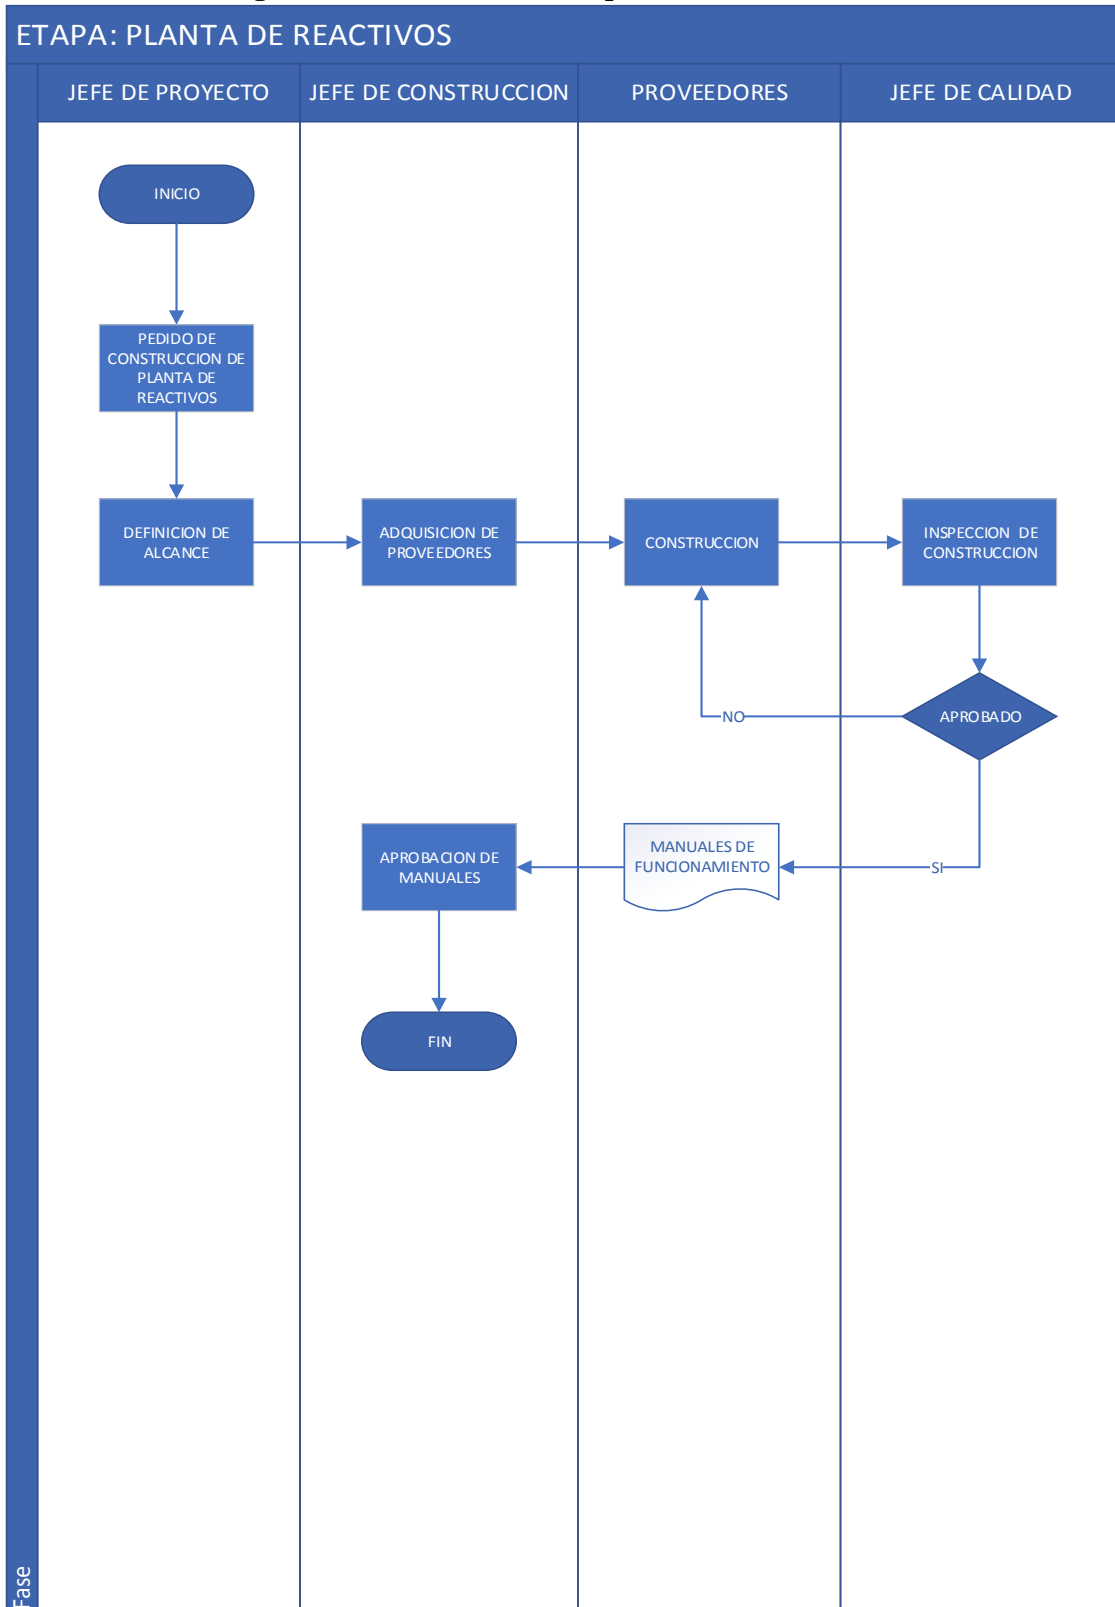 ETAPA: PLANTA DE REACTIVOS
JEFE DE PROYECTO
JEFE DE CONSTRUCCION
PROVEEDORES
JEFE DE CALIDAD
INICIO
PEDIDO DE
CONSTRUCCION DE
PLANTA DE
REACTIVOS
DEFINICION DE
ALCANCE
ADQUISICION DE
PROVEEDORES
CONSTRUCCION
INSPECCION DE
CONSTRUCCION
APROBADO
NO
SI
MANUALES DE
FUNCIONAMIENTO
APROBACION DE
MANUALES
FIN
Fase